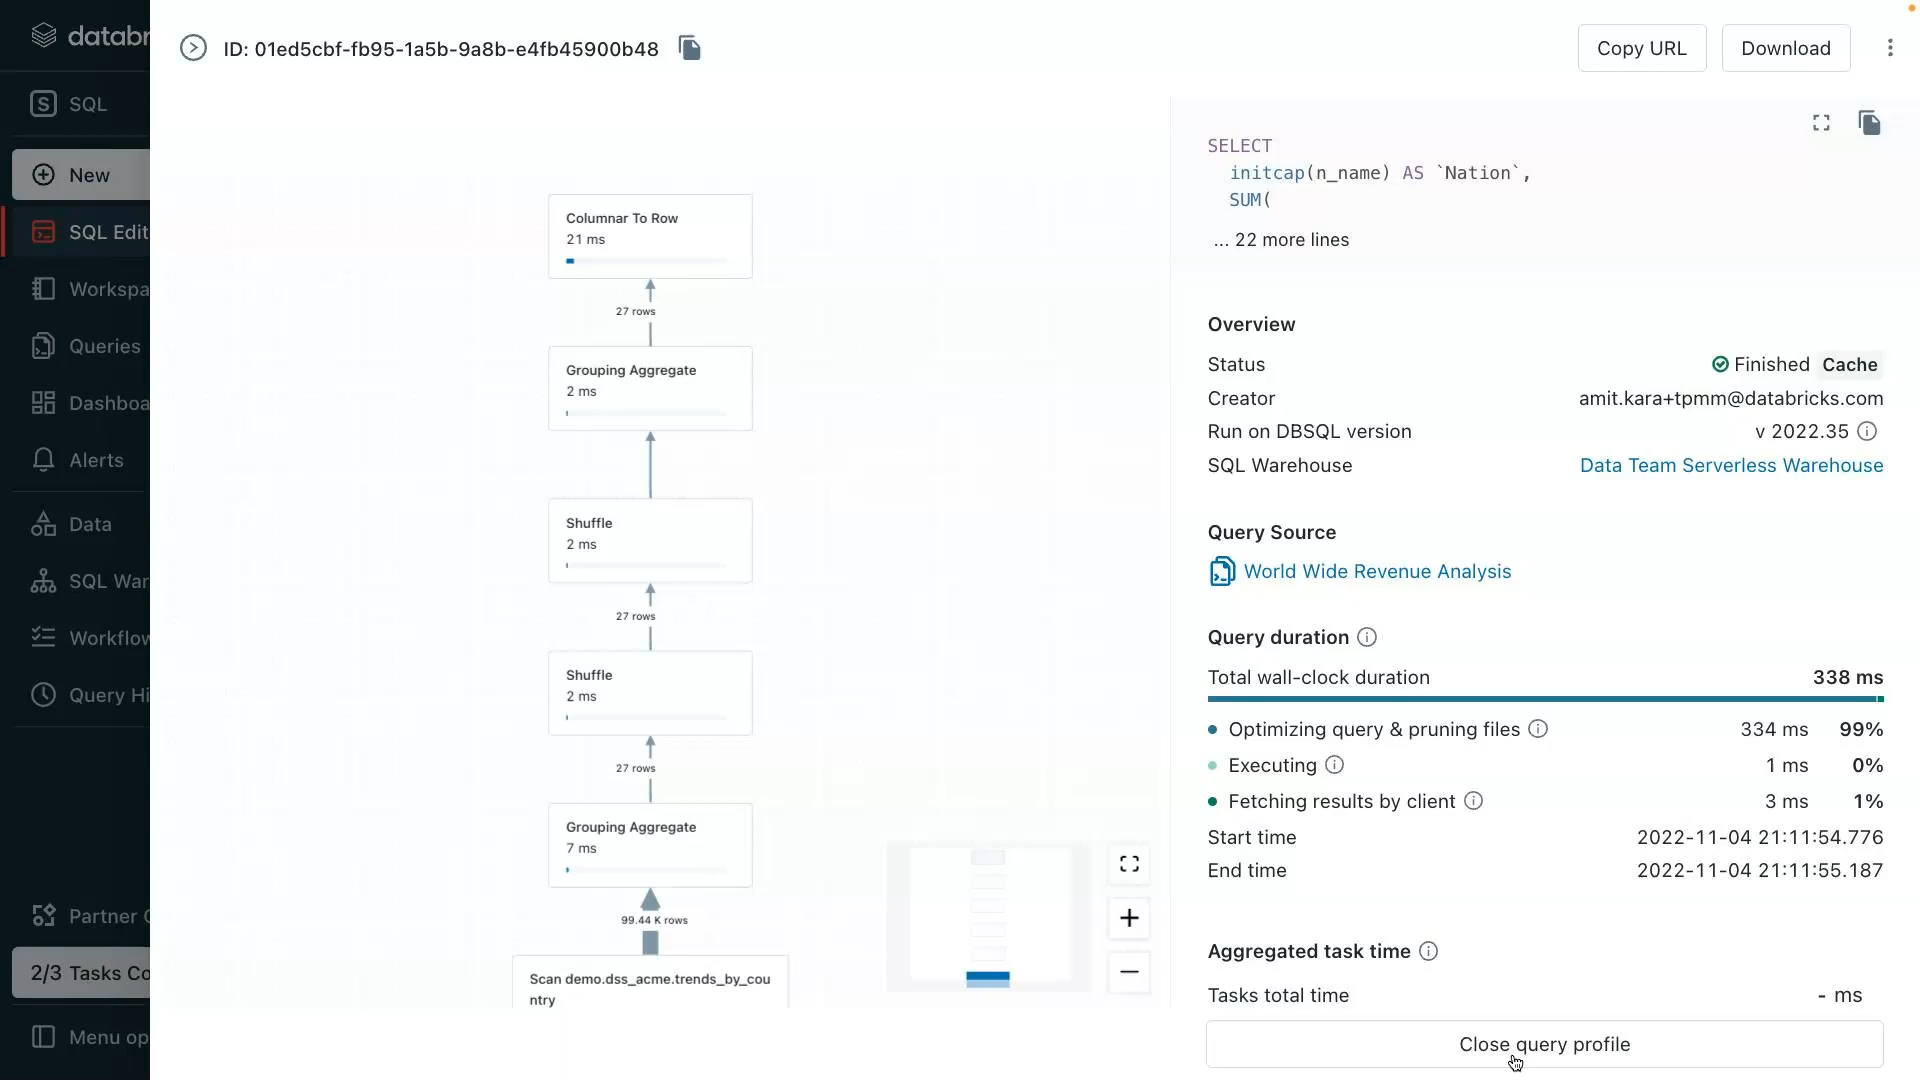 databr
SQL
New
SQL Edit
Workspa
Queries
Dashboa
Alerts
Data
SQL War
Workflow
Query Hi
Partner C
2/3 Tasks Co
Menu op
ID: 01ed5cbf-fb95-1a5b-9a8b-e4fb45900b48
Copy URL
Download
Columnar To Row
21 ms
27 rows
Grouping Aggregate
2 ms
Shuffle
2 ms
27 rows
Shuffle
2 ms
27 rows
Grouping Aggregate
7 ms
99.44 K rows
Scan demo.dss_acme.trends_by_cou
ntry
SELECT
initcap(n_name) AS `Nation`,
SUM(
... 22 more lines
Overview
Status Finished Cache
Creator amit.kara+tpmm@databricks.com
Run on DBSQL version v 2022.35
SQL Warehouse Data Team Serverless Warehouse
Query Source
World Wide Revenue Analysis
Query duration
Total wall-clock duration 338 ms
Optimizing query & pruning files 334 ms 99%
Executing 1 ms 0%
Fetching results by client 3 ms 1%
Start time 2022-11-04 21:11:54.776
End time 2022-11-04 21:11:55.187
Aggregated task time
Tasks total time - ms
Close query profile